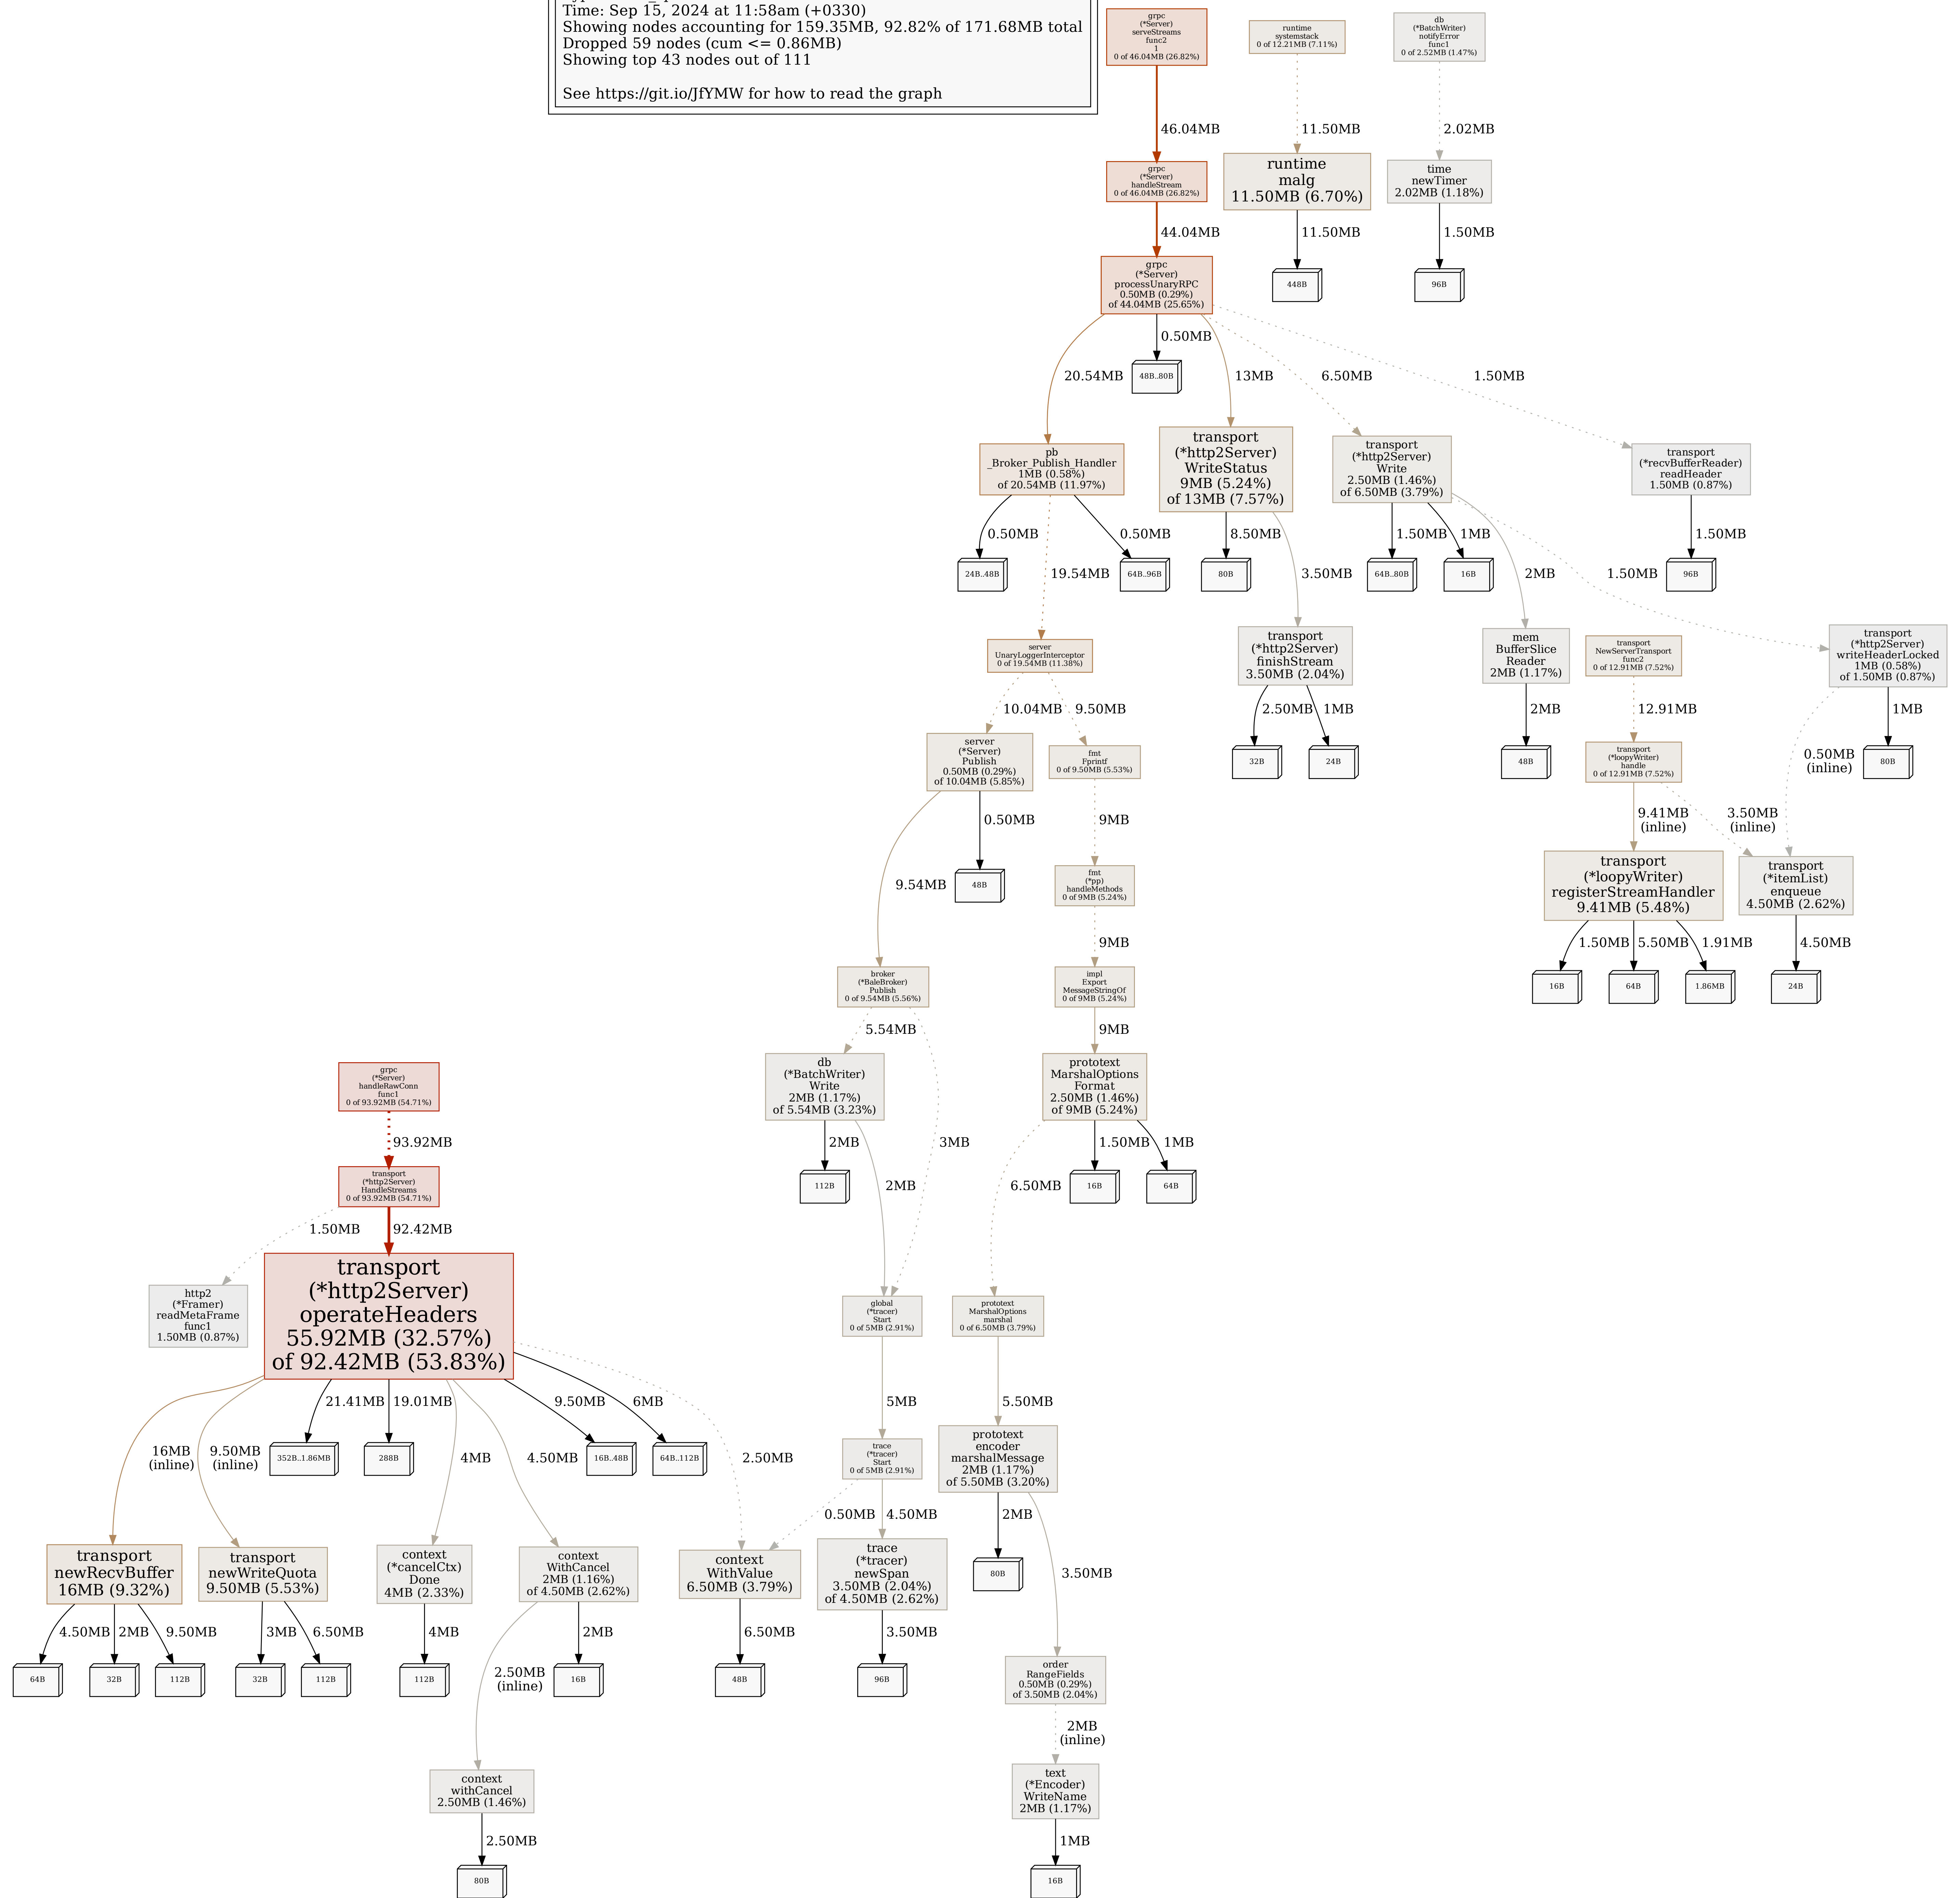 Time: Sep 15, 2024 at 11:58am (+0330)
Showing nodes accounting for 159.35MB, 92.82% of 171.68MB total
Dropped 59 nodes (cum <= 0.86MB)
Showing top 43 nodes out of 111
See https://git.io/JfYMW for how to read the graph
grpc
(*Server)
serveStreams
func2
1
0 of 46.04MB (26.82%)
runtime
systemstack
0 of 12.21MB (7.11%)
db
(*BatchWriter)
notifyError
func1
0 of 2.52MB (1.47%)
46.04MB
11.50MB
2.02MB
grpc
(*Server)
handleStream
0 of 46.04MB (26.82%)
runtime
malg
11.50MB (6.70%)
time
newTimer
2.02MB (1.18%)
44.04MB
11.50MB
1.50MB
grpc
(*Server)
processUnaryRPC
0.50MB (0.29%)
of 44.04MB (25.65%)
448B
96B
20.54MB
0.50MB
48B..80B
13MB
6.50MB
1.50MB
pb
_Broker_Publish_Handler
1MB (0.58%)
of 20.54MB (11.97%)
transport
(*http2Server)
WriteStatus
9MB (5.24%)
of 13MB (7.57%)
transport
(*http2Server)
Write
2.50MB (1.46%)
of 6.50MB (3.79%)
transport
(*recvBufferReader)
readHeader
1.50MB (0.87%)
0.50MB
19.54MB
0.50MB
8.50MB
3.50MB
1.50MB
1MB
2MB
1.50MB
1.50MB
24B..48B
64B..96B
80B
64B..80B
16B
96B
server
UnaryLoggerInterceptor
0 of 19.54MB (11.38%)
transport
(*http2Server)
finishStream
3.50MB (2.04%)
mem
BufferSlice
Reader
2MB (1.17%)
transport
NewServerTransport
func2
0 of 12.91MB (7.52%)
transport
(*http2Server)
writeHeaderLocked
1MB (0.58%)
of 1.50MB (0.87%)
10.04MB
9.50MB
2.50MB
1MB
2MB
12.91MB
0.50MB
(inline)
1MB
server
(*Server)
Publish
0.50MB (0.29%)
of 10.04MB (5.85%)
fmt
Fprintf
0 of 9.50MB (5.53%)
32B
24B
48B
transport
(*loopyWriter)
handle
0 of 12.91MB (7.52%)
80B
9.54MB
0.50MB
9MB
9.41MB
(inline)
3.50MB
(inline)
48B
fmt
(*pp)
handleMethods
0 of 9MB (5.24%)
transport
(*loopyWriter)
registerStreamHandler
9.41MB (5.48%)
transport
(*itemList)
enqueue
4.50MB (2.62%)
9MB
1.50MB
5.50MB
1.91MB
4.50MB
broker
(*BaleBroker)
Publish
0 of 9.54MB (5.56%)
impl
Export
MessageStringOf
0 of 9MB (5.24%)
16B
64B
1.86MB
24B
5.54MB
3MB
9MB
grpc
(*Server)
handleRawConn
func1
0 of 93.92MB (54.71%)
db
(*BatchWriter)
Write
2MB (1.17%)
of 5.54MB (3.23%)
prototext
MarshalOptions
Format
2.50MB (1.46%)
of 9MB (5.24%)
93.92MB
2MB
2MB
6.50MB
1.50MB
1MB
transport
(*http2Server)
HandleStreams
0 of 93.92MB (54.71%)
112B
16B
64B
1.50MB
92.42MB
http2
(*Framer)
readMetaFrame
func1
1.50MB (0.87%)
transport
(*http2Server)
operateHeaders
55.92MB (32.57%)
of 92.42MB (53.83%)
global
(*tracer)
Start
0 of 5MB (2.91%)
prototext
MarshalOptions
marshal
0 of 6.50MB (3.79%)
16MB
(inline)
9.50MB
(inline)
21.41MB
19.01MB
4MB
4.50MB
9.50MB
6MB
2.50MB
5MB
5.50MB
352B..1.86MB
288B
16B..48B
64B..112B
trace
(*tracer)
Start
0 of 5MB (2.91%)
prototext
encoder
marshalMessage
2MB (1.17%)
of 5.50MB (3.20%)
0.50MB
4.50MB
2MB
3.50MB
transport
newRecvBuffer
16MB (9.32%)
transport
newWriteQuota
9.50MB (5.53%)
context
(*cancelCtx)
Done
4MB (2.33%)
context
WithCancel
2MB (1.16%)
of 4.50MB (2.62%)
context
WithValue
6.50MB (3.79%)
trace
(*tracer)
newSpan
3.50MB (2.04%)
of 4.50MB (2.62%)
80B
4.50MB
2MB
9.50MB
3MB
6.50MB
4MB
2.50MB
(inline)
2MB
6.50MB
3.50MB
64B
32B
112B
32B
112B
112B
16B
48B
96B
order
RangeFields
0.50MB (0.29%)
of 3.50MB (2.04%)
2MB
(inline)
context
withCancel
2.50MB (1.46%)
text
(*Encoder)
WriteName
2MB (1.17%)
2.50MB
1MB
80B
16B